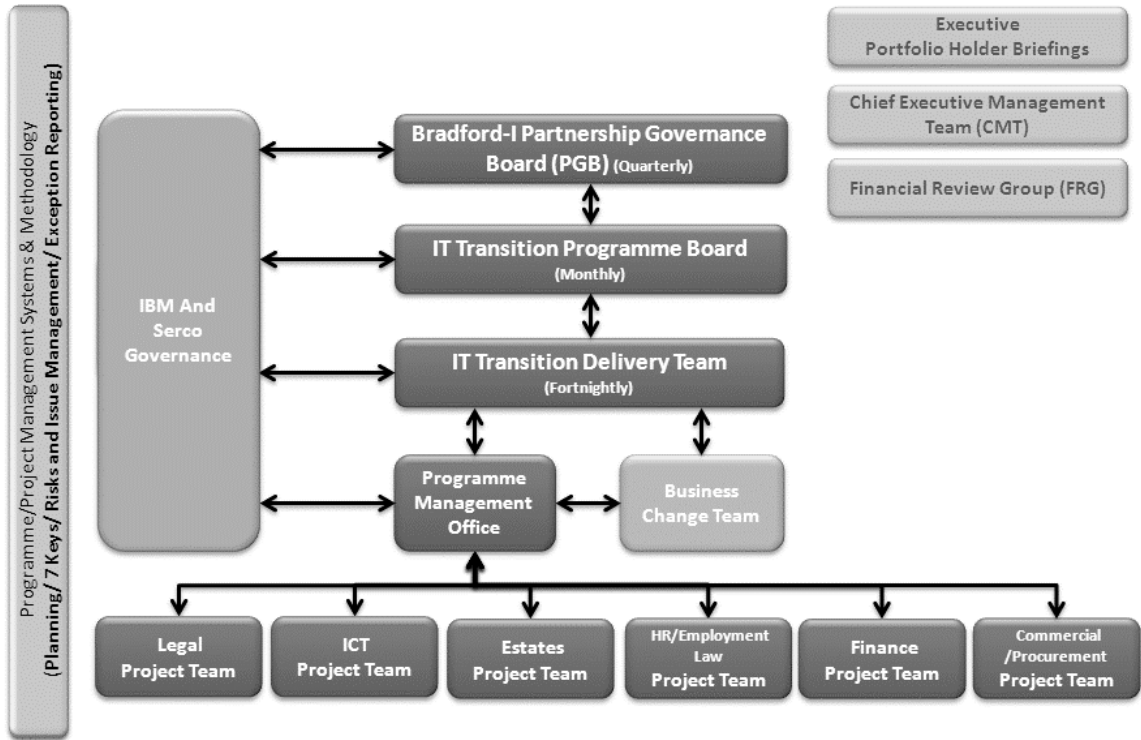 Programme/Project Management Systems & Methodology
(Planning/ 7 Keys/ Risks and Issue Management/ Exception Reporting)
Executive
Portfolio Holder Briefings
Chief Executive Management
Team (CMT)
Financial Review Group (FRG)
IBM And
Serco
Governance
Bradford-I Partnership Governance
Board (PGB) (Quarterly)
IT Transition Programme Board
(Monthly)
IT Transition Delivery Team
(Fortnightly)
Programme
Management
Office
Business
Change Team
Legal
Project Team
ICT
Project Team
Estates
Project Team
HR/Employment
Law
Project Team
Finance
Project Team
Commercial
/Procurement
Project Team